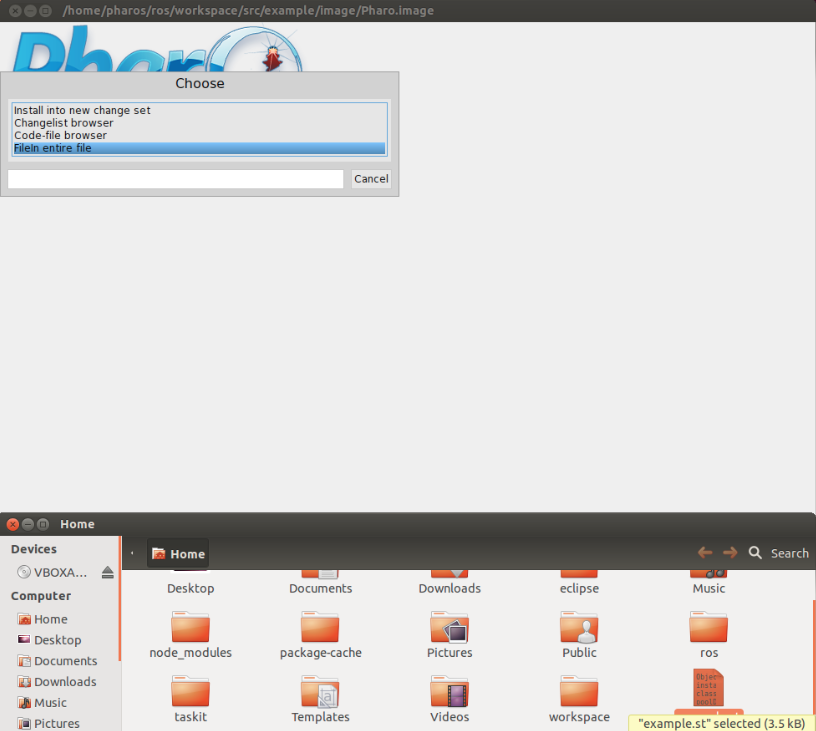 /home/pharos/ros/workspace/src/example/image/Pharo.image
Pharo
Choose
Install into new change set
Changelist browser
Code-file browser
FileIn entire file
Cancel
Home
Devices
Home
Search
VBOXA...
Computer
Home
Desktop
Documents
Downloads
Music
Pictures
Desktop
Documents
Downloads
eclipse
Music
node_modules
package-cache
Pictures
Public
ros
Objec
insta
class
pool
taskit
Templates
Videos
workspace
"example.st" selected (3.5 kB)